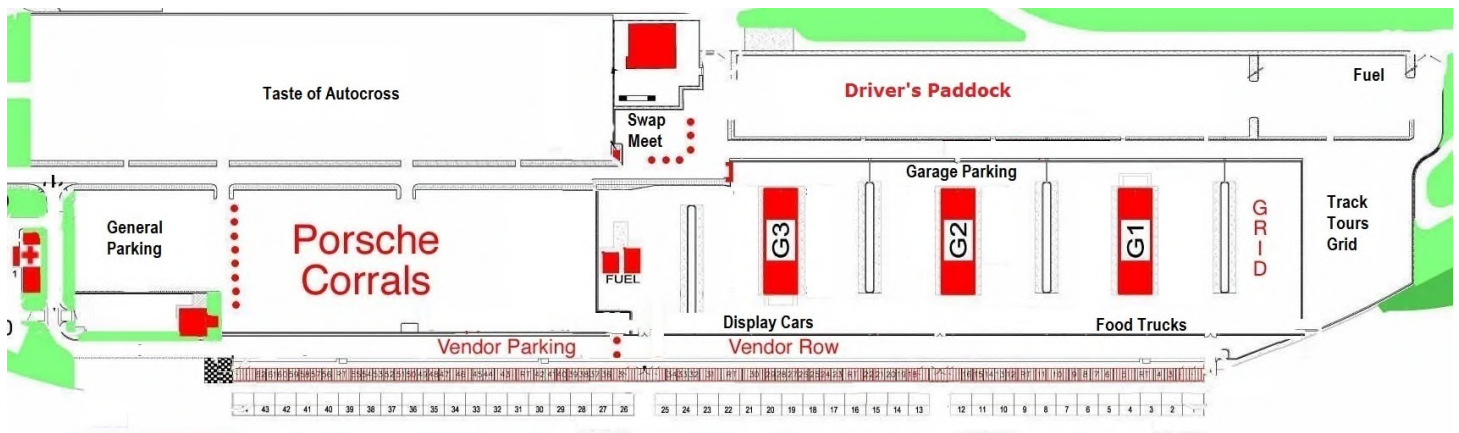 Taste of Autocross
Swap
Meet
Driver's Paddock
Fuel
Garage Parking
General
Parking
Porsche
Corrals
FUEL
G3
G2
G1
GRID
Track
Tours
Grid
Display Cars
Food Trucks
Vendor Parking
Vendor Row
1
43 42 41 40 39 38 37 36 35 34 33 32 31 30 29 28 27 26 25 24 23 22 21 20 19 18 17 16 15 14 13 12 11 10 9 8 7 6 5 4 3 2